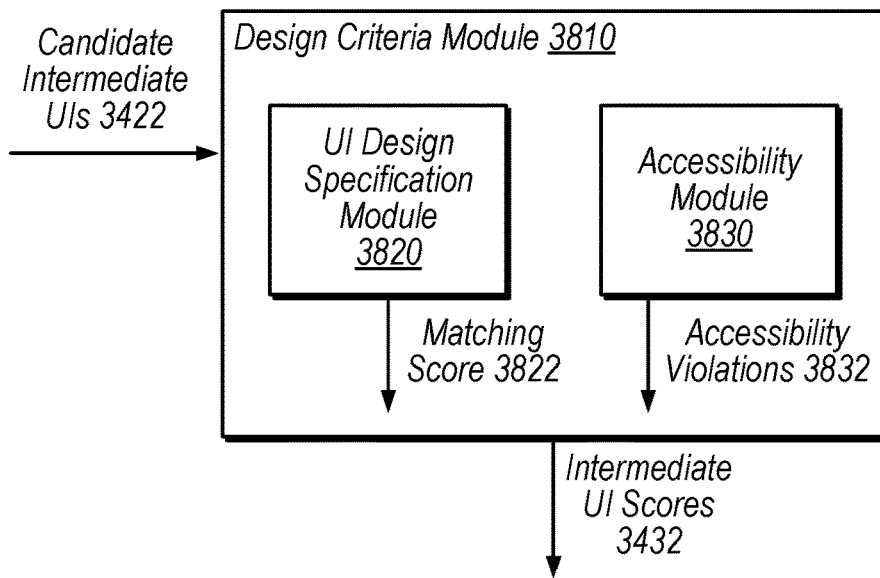 Candidate
Intermediate
UIs 3422
Design Criteria Module 3810
UI Design
Specification
Module
3820
Accessibility
Module
3830
Matching
Score 3822
Accessibility
Violations 3832
Intermediate
UI Scores
3432